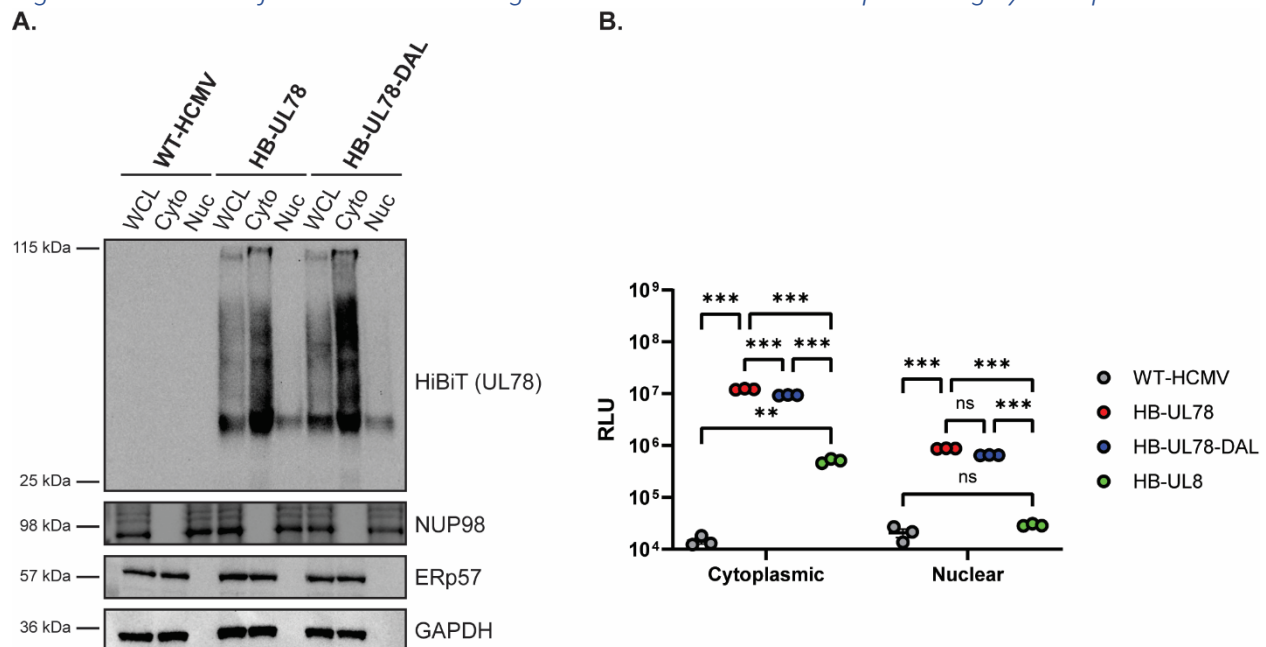 A.
B.
WT-HCMV
HB-UL78
HB-UL78-DAL
WCL Cyto Nuc WCL Cyto Nuc WCL Cyto Nuc
115 kDa
HiBiT (UL78)
25 kDa
98 kDa
NUP98
57 kDa
ERp57
36 kDa
GAPDH
10⁹
10⁸
10⁷
10⁶
10⁵
10⁴
RLU
*** ***
*** ***
**
*** ***
ns ***
ns
Cytoplasmic
Nuclear
WT-HCMV
HB-UL78
HB-UL78-DAL
HB-UL8